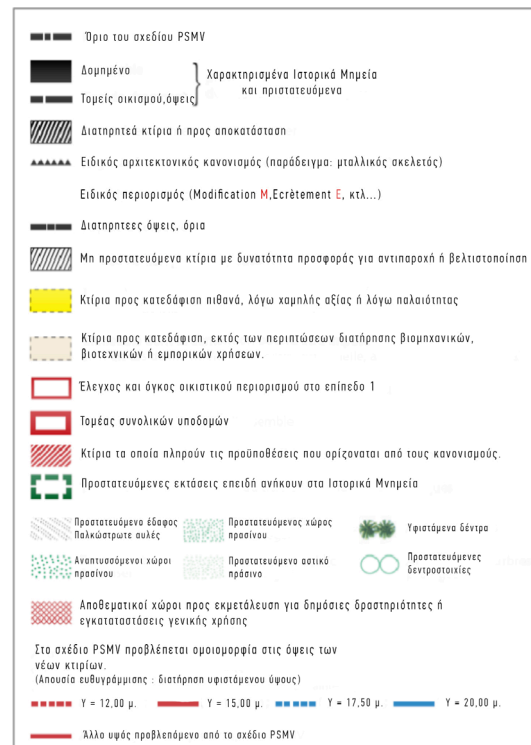 Όριο του σχεδίου PSMV
Δομημένο
Τομείς οικισμού,όψεις
Χαρακτηρισμένα Ιστορικά Μνημεία
και πριστατευόμενα
Διατηρητεά κτίρια ή προς αποκατάσταση
Ειδικός αρχιτεκτονικός κανονισμός (παράδειγμα: μταλλικός σκελετός)
Ειδικός περιορισμός (Modification M,Ecrètement E, κτλ...)
Διατηρητεες όψεις, όρια
Μη προστατευόμενα κτίρια με δυνατότητα προσφοράς για αντιπαροχή ή βελτιστοποίηση
Κτίρια προς κατεδάφιση πιθανά, λόγω χαμηλής αξίας ή λόγω παλαιότητας
Κτίρια προς κατεδάφιση, εκτός των περιπτώσεων διατήρησης βιομηχανικών,
βιοτεχνικών ή εμπορικών χρήσεων.
Έλεγχος και όγκος οικιστικού περιορισμού στο επίπεδο 1
Τομέας συνολικών υποδομών
Κτίρια τα οποία πληρούν τις προϋποθέσεις που ορίζονται από τους κανονισμούς.
Προστατευόμενες εκτάσεις επειδή ανήκουν στα Ιστορικά Μνημεία
Προστατευόμενο έδαφος
Παλκώστρωτε αυλές
Προστατευόμενος χώρος
πρασίνου
Υφιστάμενα δέντρα
Αναπτυσσόμενοι χώροι
πρασίνου
Προστατευόμενο αστικό
πράσινο
Προστατευόμενες
δεντροστοιχίες
Αποθεματικοί χώροι προς εκμετάλευση για δημόσιες δραστηριότητες ή
εγκαταταστάσεις γενικής χρήσης
Στο σχέδιο PSMV προβλέπεται ομοιομορφία στις όψεις των
νέων κτιρίων.
(Απουσία ευθυγράμμισης : διατήρηση υφιστάμενου ύψους)
Υ = 12,00 μ. Υ = 15,00 μ. Υ = 17,50 μ. Υ = 20,00 μ.
Άλλο υψός προβλεπόμενο από το σχέδιο PSMV